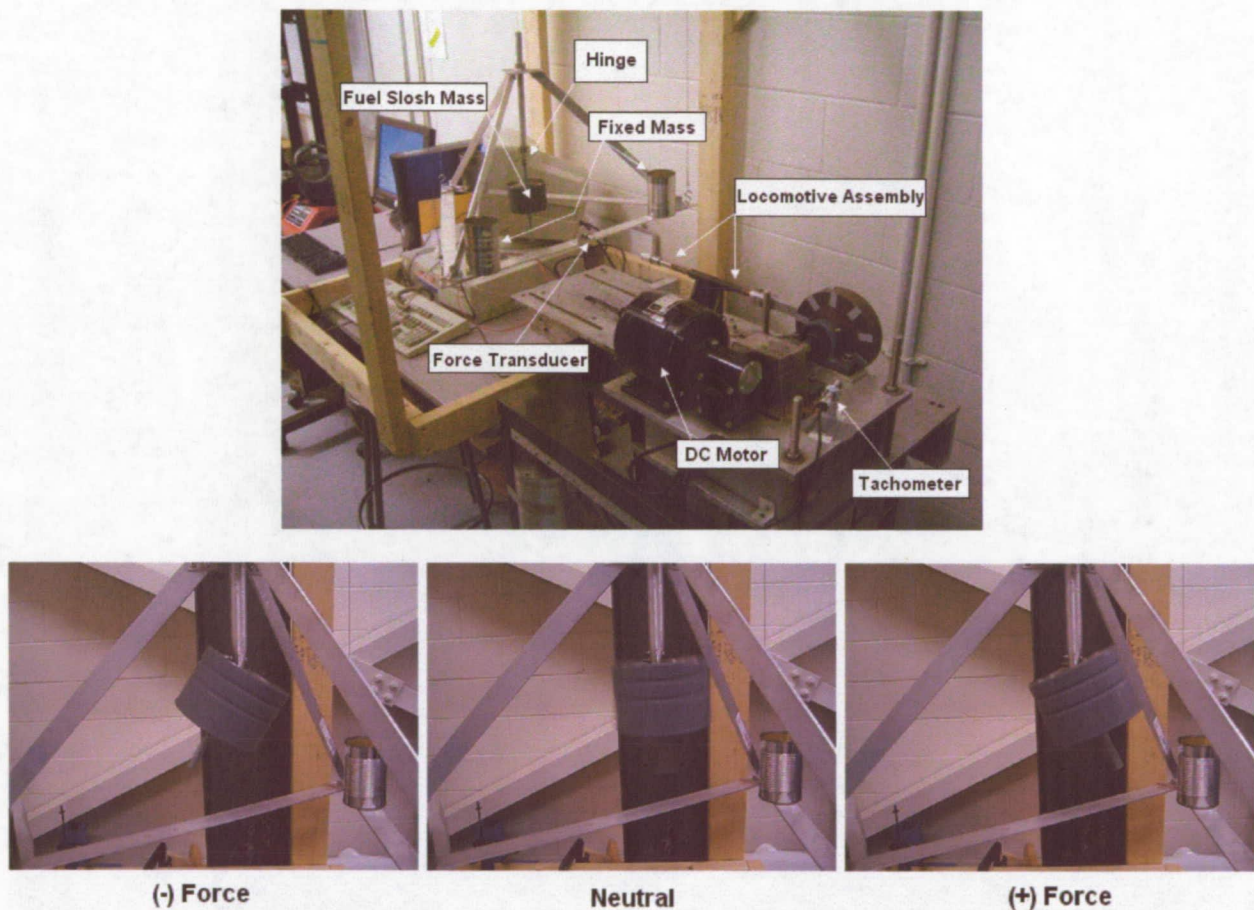 Hinge
Fuel Slosh Mass
Fixed Mass
Locomotive Assembly
Force Transducer
DC Motor
Tachometer
(-) Force
Neutral
(+) Force